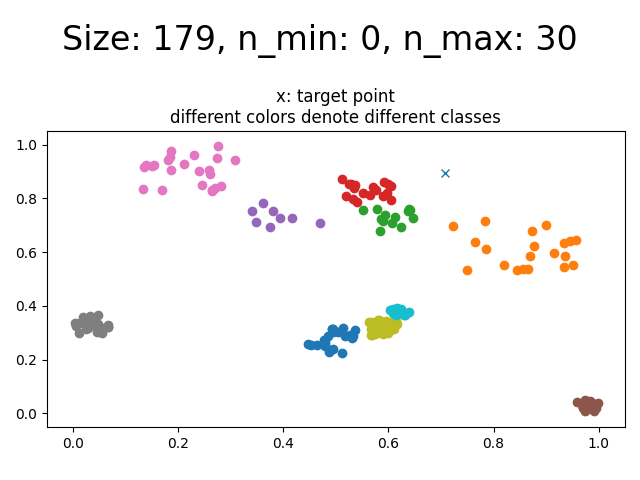 Size: 179, n_min: 0, n_max: 30
x: target point
different colors denote different classes
1.0
0.8
0.6
0.4
0.2
0.0
0.0 0.2 0.4 0.6 0.8 1.0